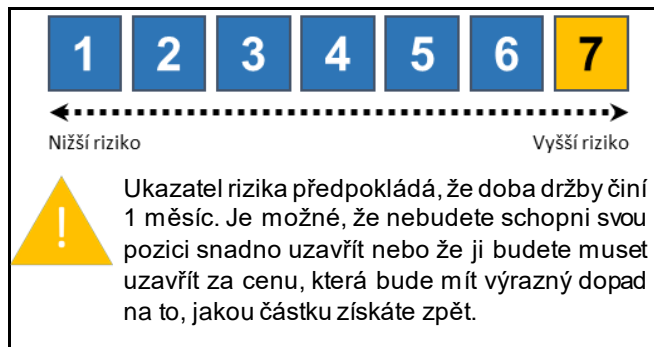 1 2 3 4 5 6 7
Nižší riziko Vyšší riziko
!
Ukazatel rizika předpokládá, že doba držby činí
1 měsíc. Je možné, že nebudete schopni svou
pozici snadno uzavřít nebo že ji budete muset
uzavřít za cenu, která bude mít výrazný dopad
na to, jakou částku získáte zpět.